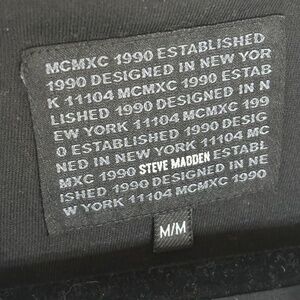 MCMXC 1990 ESTABLISHED
1990 DESIGNED IN NEW YOR
K 11104 MCMXC 1990 ESTAB
LISHED 1990 DESIGNED IN N
EW YORK 11104 MCMXC 199
0 ESTABLISHED 1990 DESIG
NED IN NEW YORK 11104 MC
MXC 1990 STEVE MADDEN ESTABL
ISHED 1990 DESIGNED IN NE
W YORK 11104 MCMXC 1990
M/M